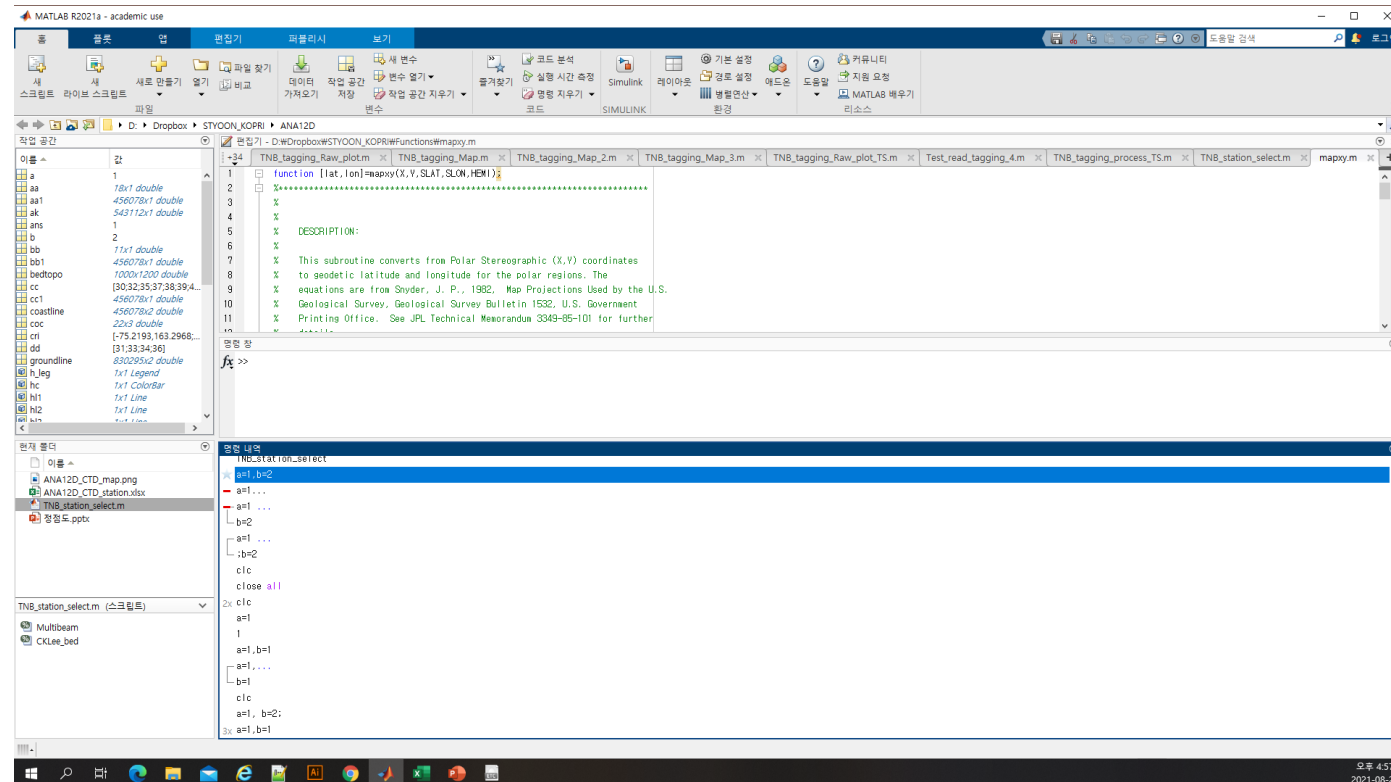 MATLAB R2021a - academic use
홈 플롯 앱 편집기 퍼블리시 보기 도움말 검색 로그
새 스크립트
새 라이브 스크립트
새로 만들기
열기
파일 찾기
비교
데이터 가져오기
작업 공간 저장
새 변수
변수 열기
작업 공간 지우기
즐겨찾기
코드 분석
실행 시간 측정
명령 지우기
Simulink
레이아웃
기본 설정
경로 설정
병렬연산
애드온
도움말
커뮤니티
지원 요청
MATLAB 배우기
파일 변수 코드 SIMULINK 환경 리소스
D: Dropbox STYOON_KOPRI ANA12D
작업 공간
이름 값
a 1
aa 18x1 double
aa1 456078x1 double
ak 543112x1 double
ans 1
b 2
bb 11x1 double
bb1 456078x1 double
bedtopo 1000x1200 double
cc [30;32;35;37;38;39;4...
cc1 456078x1 double
coastline 456078x2 double
coc 22x3 double
cri [-75.2193,163.2968;...
dd [31;33;34;36]
groundline 830295x2 double
h_leg 1x1 Legend
hc 1x1 ColorBar
hl1 1x1 Line
hl2 1x1 Line
편집기 - D:₩Dropbox₩STYOON_KOPRI₩Functions₩mapxy.m
+34 TNB_tagging_Raw_plot.m TNB_tagging_Map.m TNB_tagging_Map_2.m TNB_tagging_Map_3.m TNB_tagging_Raw_plot_TS.m Test_read_tagging_4.m TNB_tagging_process_TS.m TNB_station_select.m mapxy.m
1 function [lat,lon]=mapxy(X,Y,SLAT,SLON,HEMI);
2 %*************************************************************************
3 %
4 %
5 % DESCRIPTION:
6 %
7 % This subroutine converts from Polar Stereographic (X,Y) coordinates
8 % to geodetic latitude and longitude for the polar regions. The
9 % equations are from Snyder, J. P., 1982, Map Projections Used by the U.S.
10 % Geological Survey, Geological Survey Bulletin 1532, U.S. Government
11 % Printing Office. See JPL Technical Memorandum 3349-85-101 for further
명령 창
fx >>
현재 폴더
이름
ANA12D_CTD_map.png
ANA12D_CTD_station.xlsx
TNB_station_select.m
정점도.pptx
TNB_station_select.m (스크립트)
Multibeam
CKLee_bed
명령 내역
TNB_station_select
a=1,b=2
a=1...
a=1 ...
b=2
a=1 ...
;b=2
clc
close all
2x clc
a=1
1
a=1,b=1
a=1,...
b=1
clc
a=1, b=2;
3x a=1,b=1
오후 4:57